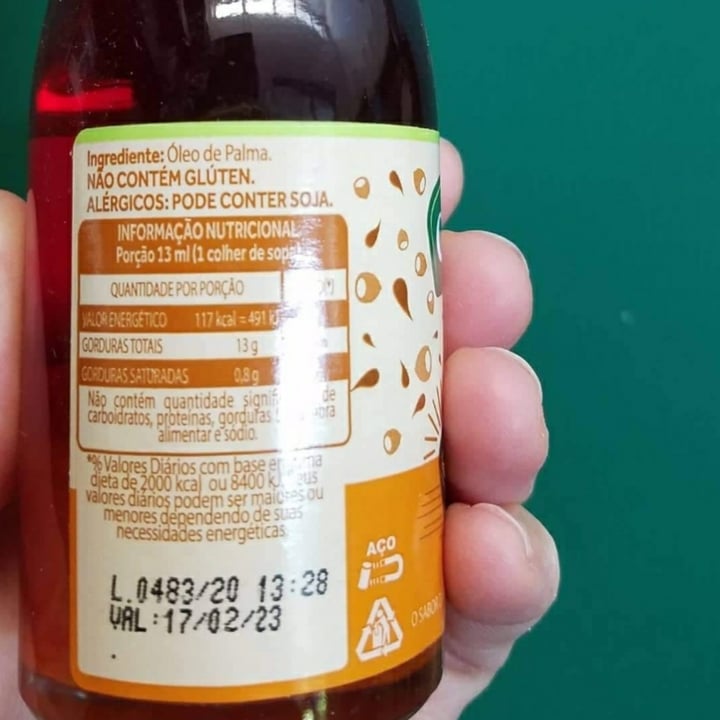 Ingrediente: Óleo de Palma.
NÃO CONTÉM GLÚTEN.
ALÉRGICOS: PODE CONTER SOJA.
INFORMAÇÃO NUTRICIONAL
Porção 13 ml (1 colher de sopa)
QUANTIDADE POR PORÇÃO (*)
VALOR ENERGÉTICO 117 kcal = 491
GORDURAS TOTAIS 13 g
GORDURAS SATURADAS 0,8 g
Não contém quantidade de
carboidratos, proteínas, gorduras
alimentar e sódio.
*% Valores Diários com base em uma
dieta de 2000 kcal ou 8400 kJ. Seus
valores diários podem ser maiores ou
menores dependendo de suas
necessidades energéticas
L.0483/20 13:28
VAL:17/02/23
AÇO
O SABOR